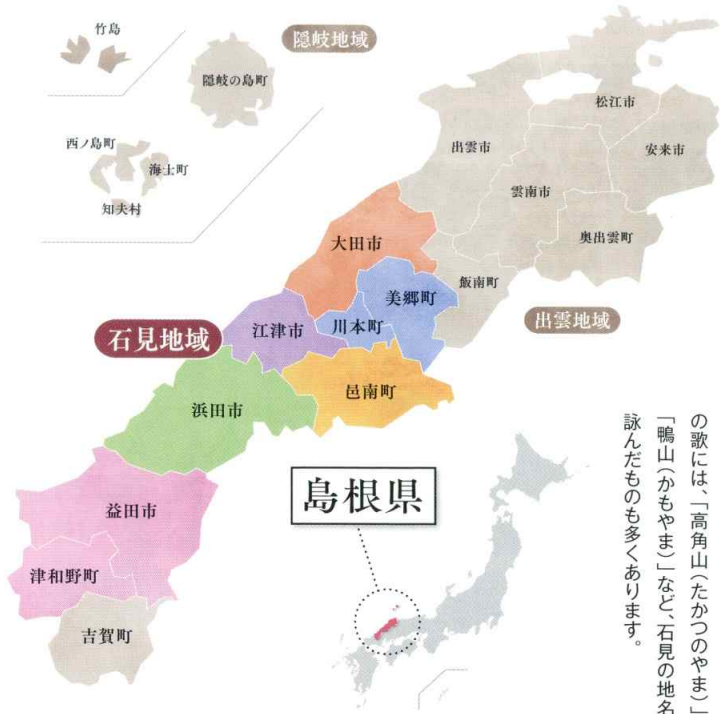 竹島
隠岐地域
隠岐の島町
西ノ島町
海士町
知夫村
松江市
出雲市
安来市
雲南市
奥出雲町
大田市
飯南町
美郷町
出雲地域
石見地域
江津市
川本町
邑南町
浜田市
島根県
益田市
津和野町
吉賀町
の歌には、「高角山（たかつのやま）」
「鴨山（かもやま）」など、石見の地名
詠んだものも多くあります。